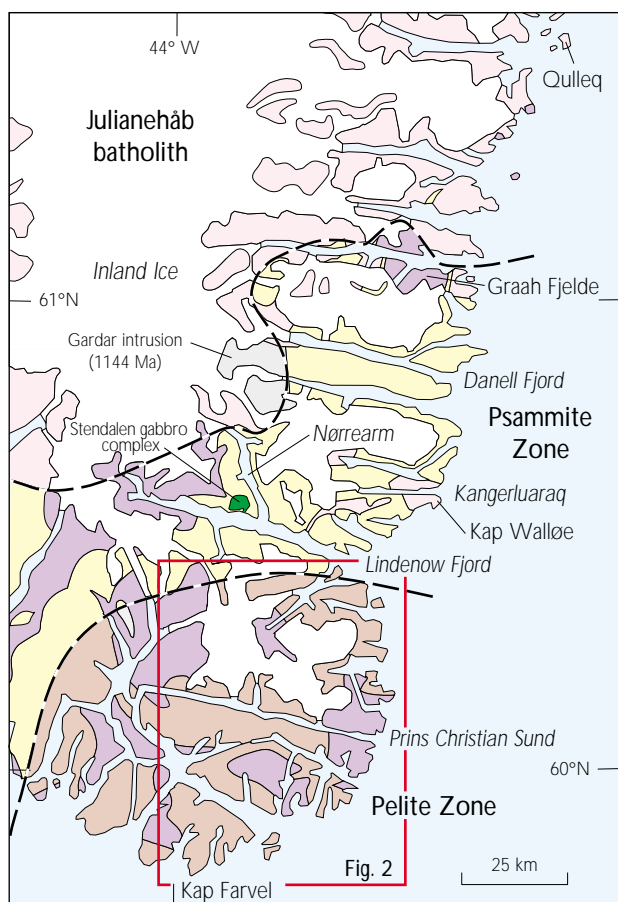 44° W
Qulleq
Julianehåb
batholith
Inland Ice
61°N
Graah Fjelde
Gardar intrusion
(1144 Ma)
Danell Fjord
Stendalen gabbro
complex
Nørrearm
Psammite
Zone
Kangerluaraq
Kap Walløe
Lindenow Fjord
Prins Christian Sund
60°N
Pelite Zone
Fig. 2
25 km
Kap Farvel